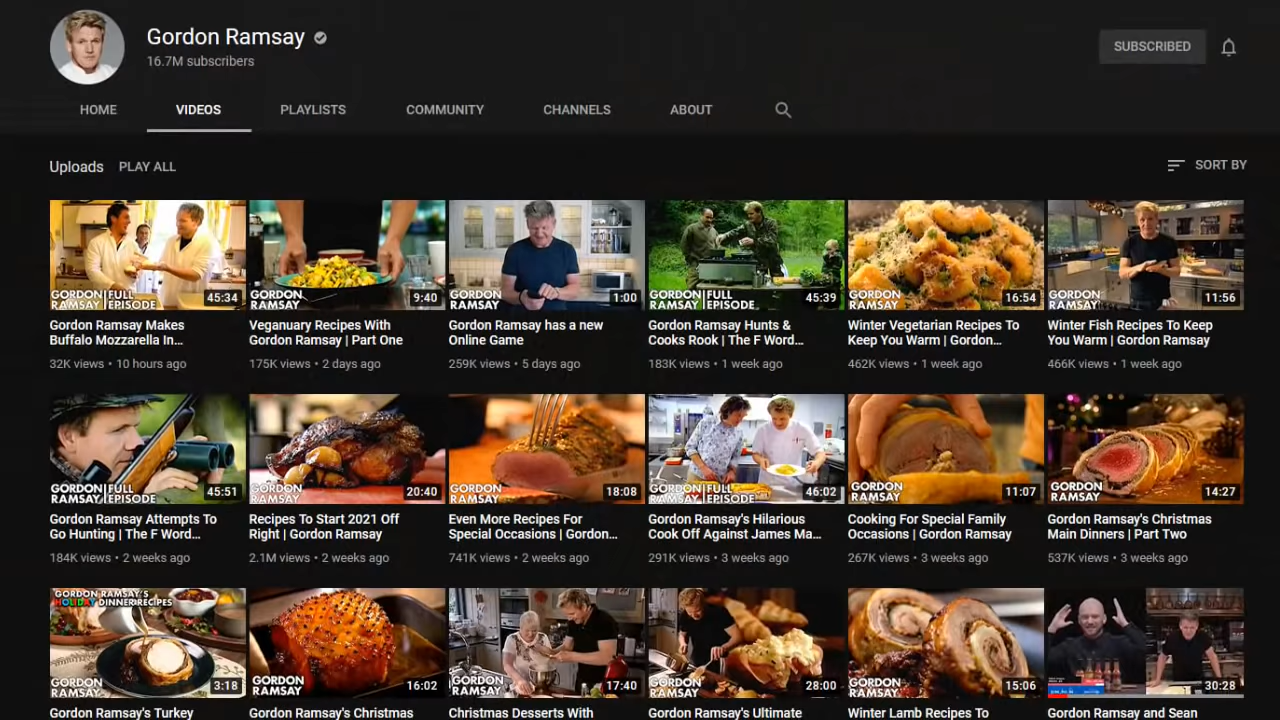 Gordon Ramsay
16.7M subscribers
SUBSCRIBED
HOME
VIDEOS
PLAYLISTS
COMMUNITY
CHANNELS
ABOUT
Uploads
PLAY ALL
SORT BY
GORDON RAMSAY | FULL EPISODE
45:34
Gordon Ramsay Makes
Buffalo Mozzarella In...
32K views • 10 hours ago
GORDON RAMSAY
9:40
Veganuary Recipes With
Gordon Ramsay | Part One
175K views • 2 days ago
GORDON RAMSAY
1:00
Gordon Ramsay has a new
Online Game
259K views • 5 days ago
GORDON RAMSAY | FULL EPISODE
45:39
Gordon Ramsay Hunts &
Cooks Rook | The F Word...
183K views • 1 week ago
GORDON RAMSAY
16:54
Winter Vegetarian Recipes To
Keep You Warm | Gordon...
462K views • 1 week ago
GORDON RAMSAY
11:56
Winter Fish Recipes To Keep
You Warm | Gordon Ramsay
466K views • 1 week ago
GORDON RAMSAY | FULL EPISODE
45:51
Gordon Ramsay Attempts To
Go Hunting | The F Word...
184K views • 2 weeks ago
GORDON RAMSAY
20:40
Recipes To Start 2021 Off
Right | Gordon Ramsay
2.1M views • 2 weeks ago
GORDON RAMSAY
18:08
Even More Recipes For
Special Occasions | Gordon...
741K views • 2 weeks ago
GORDON RAMSAY | FULL EPISODE
46:02
Gordon Ramsay's Hilarious
Cook Off Against James Ma...
291K views • 3 weeks ago
GORDON RAMSAY
11:07
Cooking For Special Family
Occasions | Gordon Ramsay
267K views • 3 weeks ago
GORDON RAMSAY
14:27
Gordon Ramsay's Christmas
Main Dinners | Part Two
537K views • 3 weeks ago
GORDON RAMSAY'S
HOLIDAY DINNER RECIPES
GORDON RAMSAY
3:18
Gordon Ramsay's Turkey
GORDON RAMSAY
16:02
Gordon Ramsay's Christmas
GORDON RAMSAY
17:40
Christmas Desserts With
GORDON RAMSAY
28:00
Gordon Ramsay's Ultimate
GORDON RAMSAY
15:06
Winter Lamb Recipes To
30:28
Gordon Ramsay and Sean